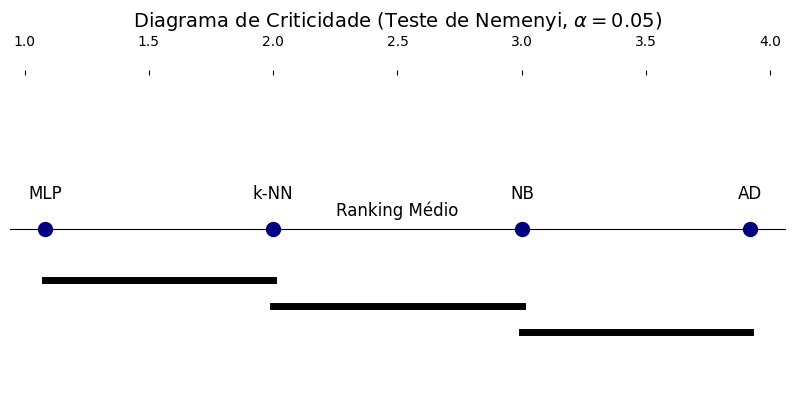 Diagrama de Criticidade (Teste de Nemenyi, α = 0.05)
1.0 1.5 2.0 2.5 3.0 3.5 4.0
MLP k-NN NB AD
Ranking Médio